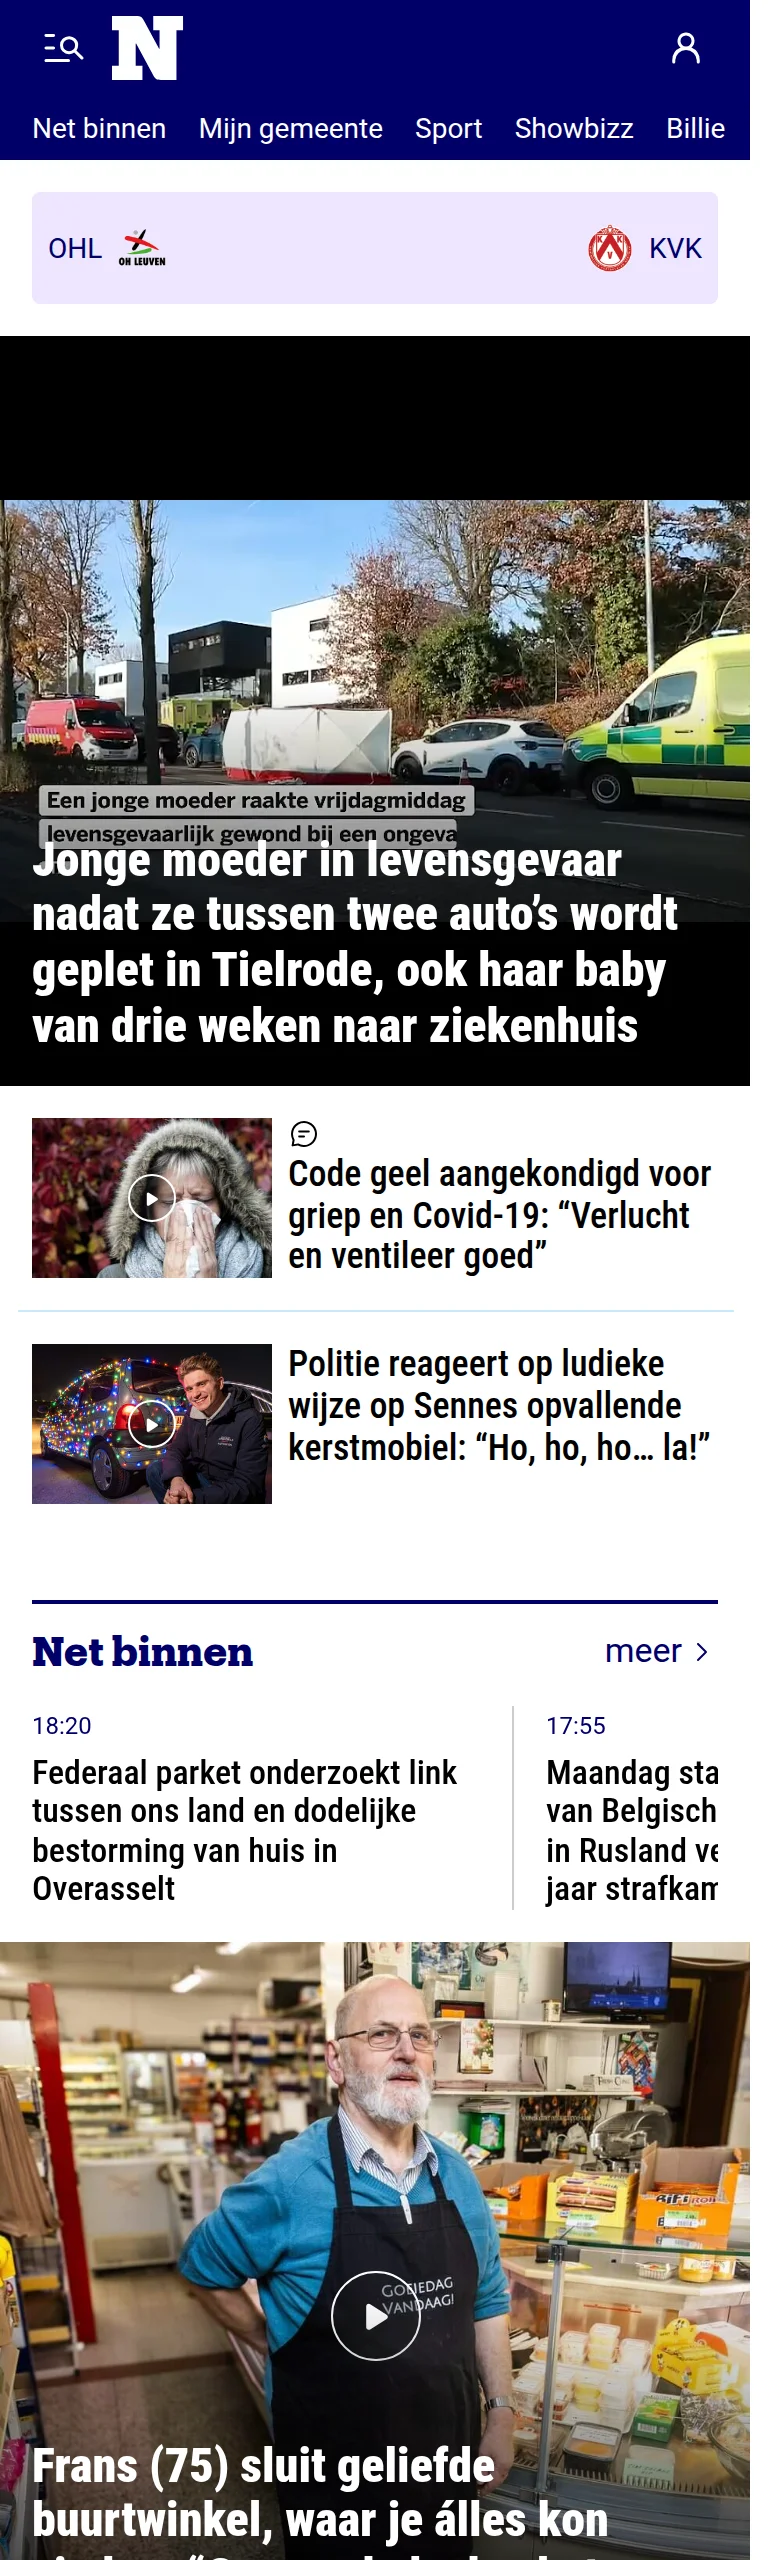 N
Net binnen Mijn gemeente Sport Showbizz Billie
OHL OH LEUVEN KVK
Een jonge moeder raakte vrijdagmiddag
levensgevaarlijk gewond bij een ongeva
Jonge moeder in levensgevaar
nadat ze tussen twee auto’s wordt
geplet in Tielrode, ook haar baby
van drie weken naar ziekenhuis
Code geel aangekondigd voor
griep en Covid-19: “Verlucht
en ventileer goed”
Politie reageert op ludieke
wijze op Sennes opvallende
kerstmobiel: “Ho, ho, ho... la!”
Net binnen
meer
18:20
Federaal parket onderzoekt link
tussen ons land en dodelijke
bestorming van huis in
Overasselt
17:55
Maandag sta
van Belgisch
in Rusland ve
jaar strafkam
GOEIEDAG
VANDAAG!
BiFi
Frans (75) sluit geliefde
buurtwinkel, waar je álles kon